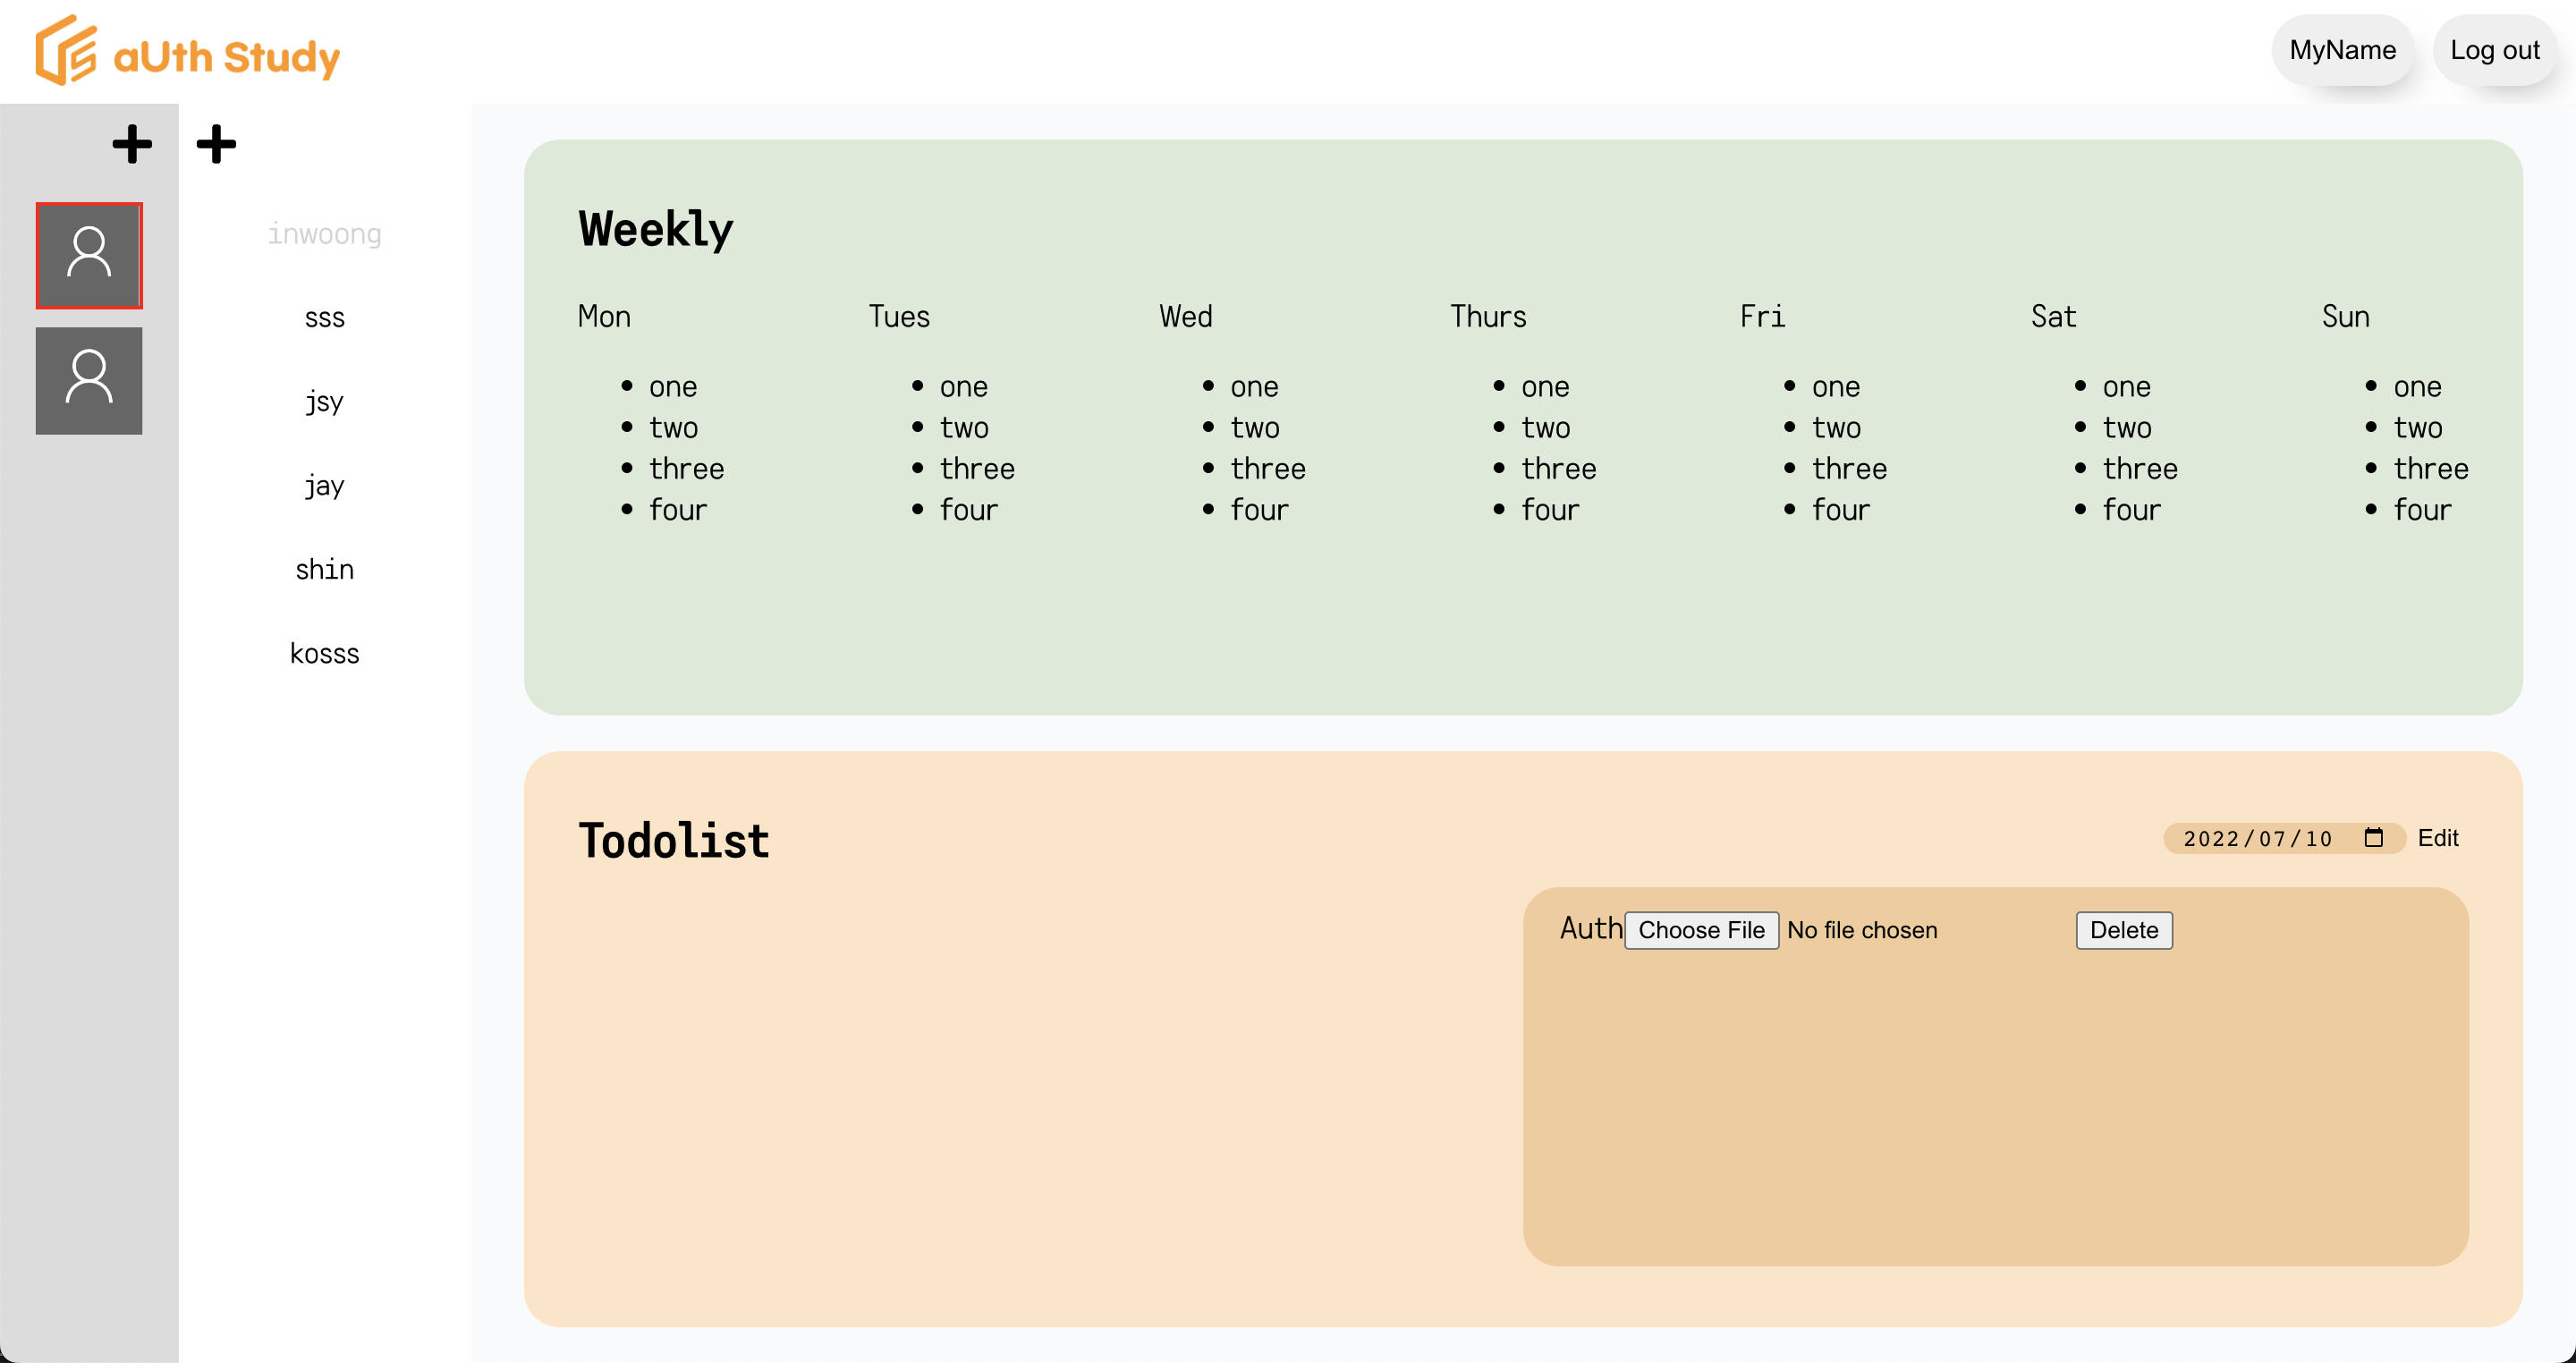 aUth Study
MyName
Log out
inwoong
sss
jsy
jay
shin
kosss
Weekly
Mon
one
two
three
four
Tues
one
two
three
four
Wed
one
two
three
four
Thurs
one
two
three
four
Fri
one
two
three
four
Sat
one
two
three
four
Sun
one
two
three
four
Todolist
2022/07/10
Edit
Auth Choose File No file chosen Delete